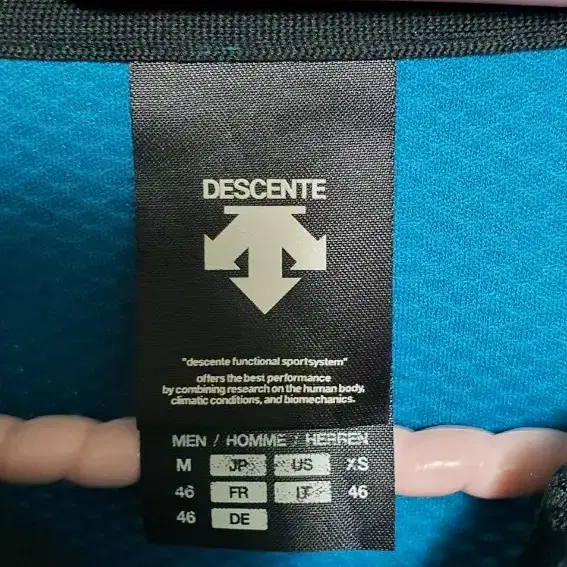 DESCENTE
"descente functional sportsystem"
offers the best performance
by combining research on the human body,
climatic conditions, and biomechanics.
MEN / HOMME / HERREN
M JP US XS
46 FR IT 46
46 DE